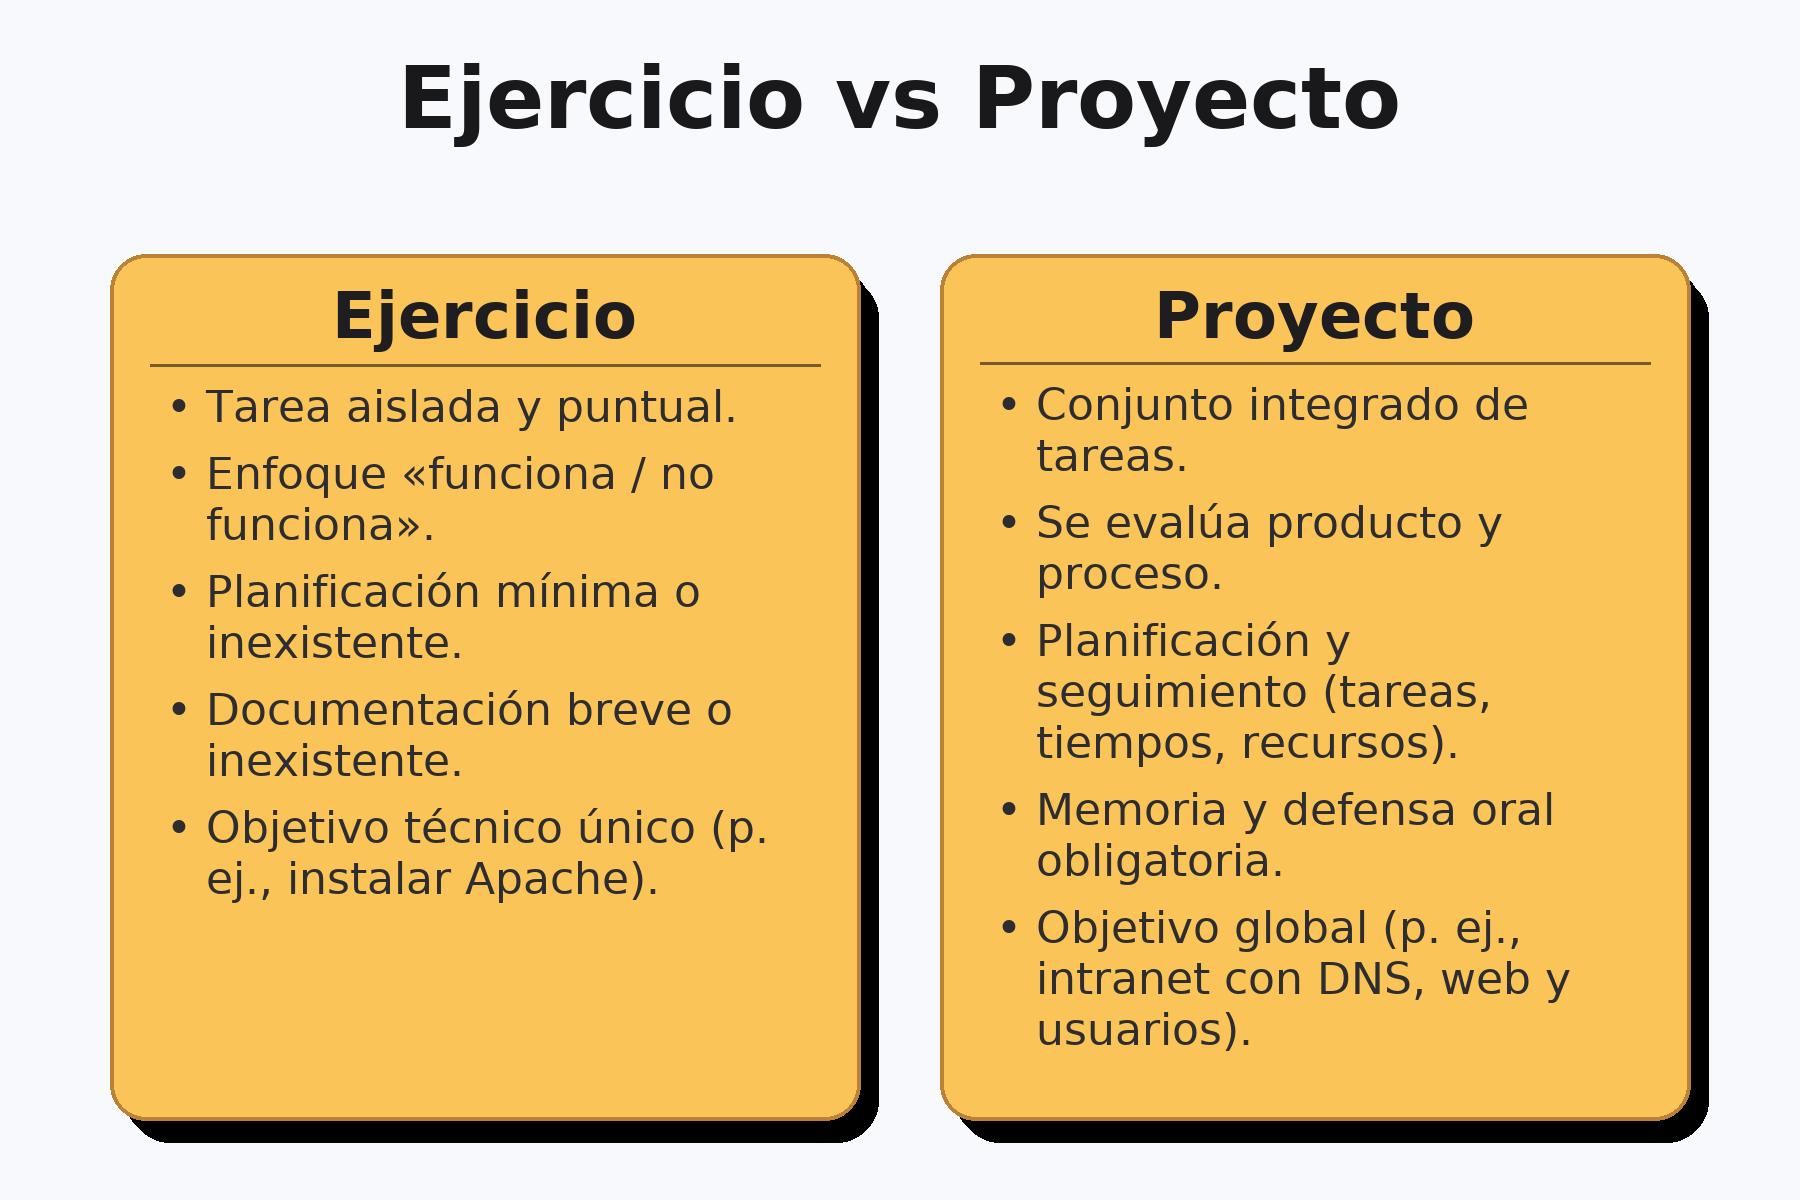 Ejercicio vs Proyecto
Ejercicio
• Tarea aislada y puntual.
• Enfoque «funciona / no
funciona».
• Planificación mínima o
inexistente.
• Documentación breve o
inexistente.
• Objetivo técnico único (p.
ej., instalar Apache).
Proyecto
• Conjunto integrado de
tareas.
• Se evalúa producto y
proceso.
• Planificación y
seguimiento (tareas,
tiempos, recursos).
• Memoria y defensa oral
obligatoria.
• Objetivo global (p. ej.,
intranet con DNS, web y
usuarios).